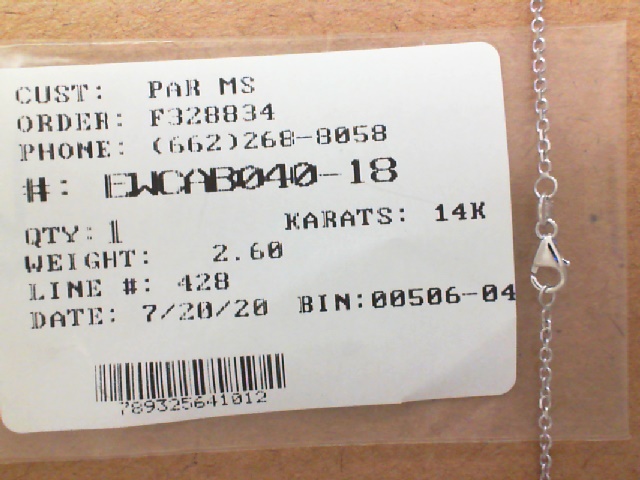 CUST: PAR MS
ORDER: F328834
PHONE: (662)268-8058
#: EWCAB040-18
QTY: 1 KARATS: 14K
WEIGHT: 2.60
LINE #: 428
DATE: 7/20/20 BIN:00506-04
789325641012